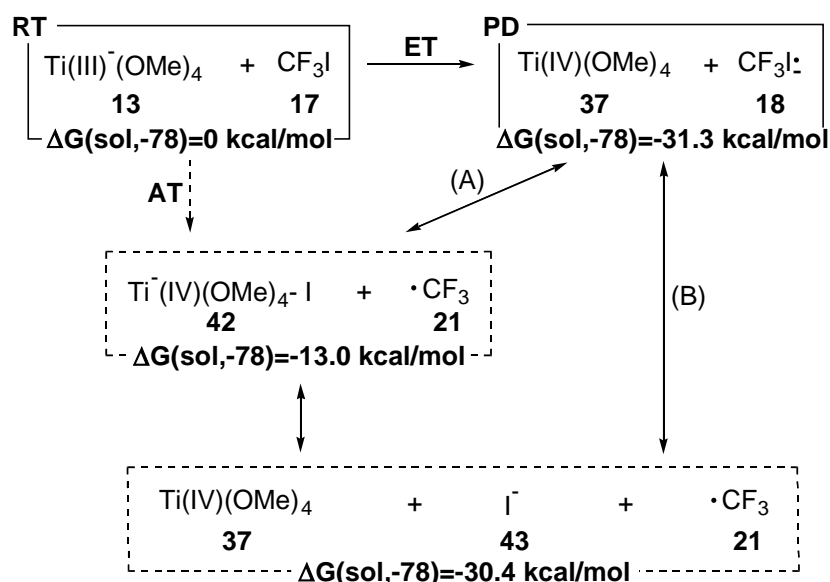 RT
Ti(III)⁻(OMe)₄ + CF₃I
13 17
ΔG(sol,-78)=0 kcal/mol
ET
PD
Ti(IV)(OMe)₄ + CF₃I∸
37 18
ΔG(sol,-78)=-31.3 kcal/mol
AT
(A)
(B)
Ti⁻(IV)(OMe)₄- I + ·CF₃
42 21
ΔG(sol,-78)=-13.0 kcal/mol
Ti(IV)(OMe)₄ + I⁻ + ·CF₃
37 43 21
ΔG(sol,-78)=-30.4 kcal/mol